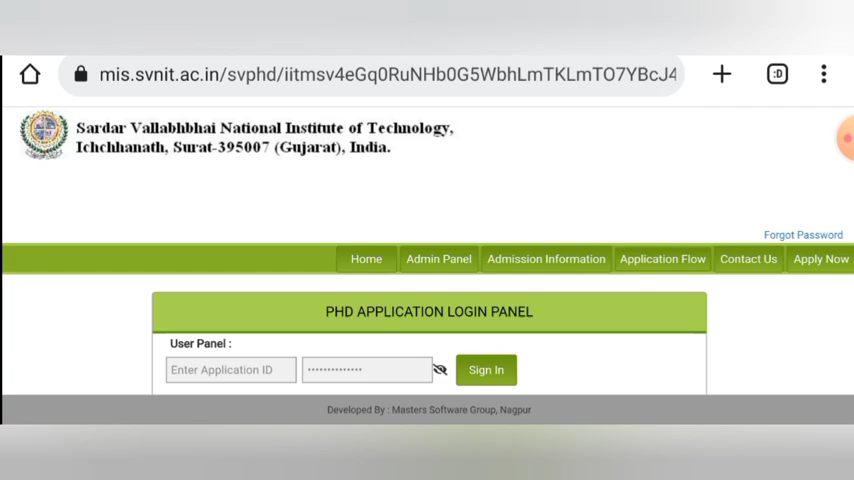 mis.svnit.ac.in/svphd/iitmsv4eGq0RuNHb0G5WbhLmTKLmTO7YBcJ4
:D
Sardar Vallabhbhai National Institute of Technology,
Ichchhanath, Surat-395007 (Gujarat), India.
Forgot Password
Home Admin Panel Admission Information Application Flow Contact Us Apply Now
PHD APPLICATION LOGIN PANEL
User Panel :
Enter Application ID Sign In
Developed By : Masters Software Group, Nagpur